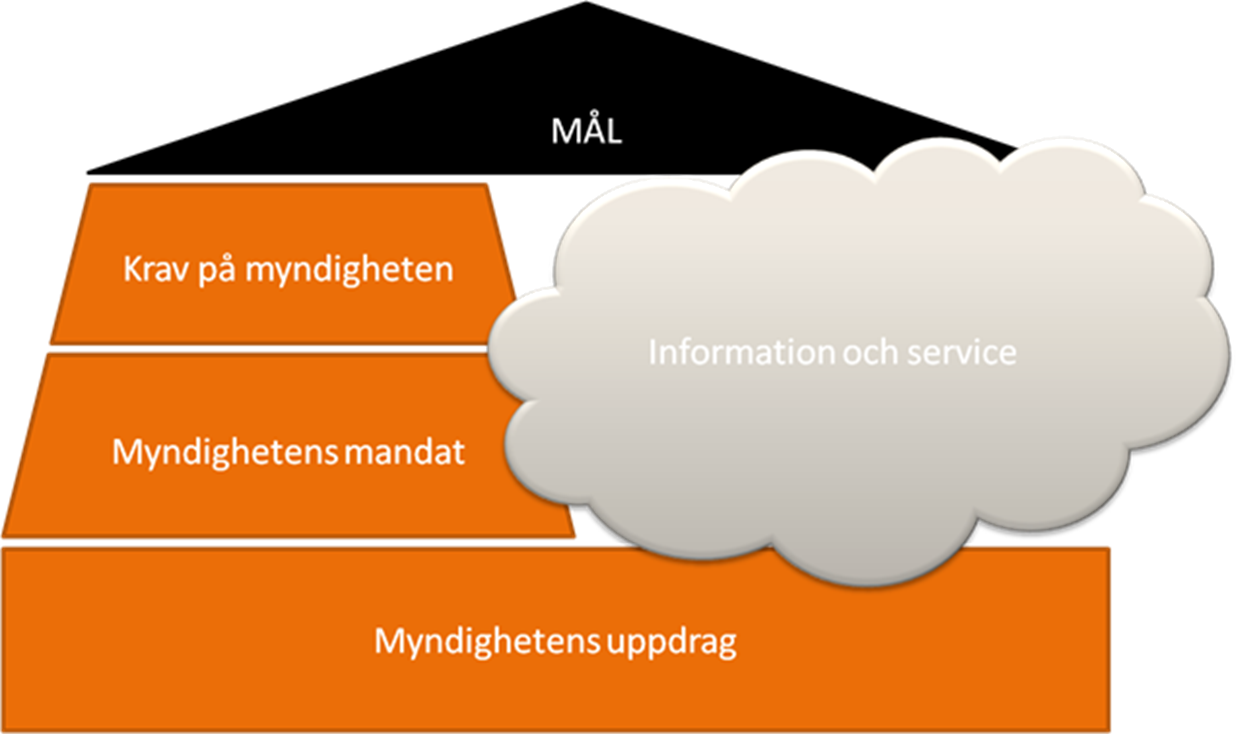 MÅL
Krav på myndigheten
Information och service
Myndighetens mandat
Myndighetens uppdrag